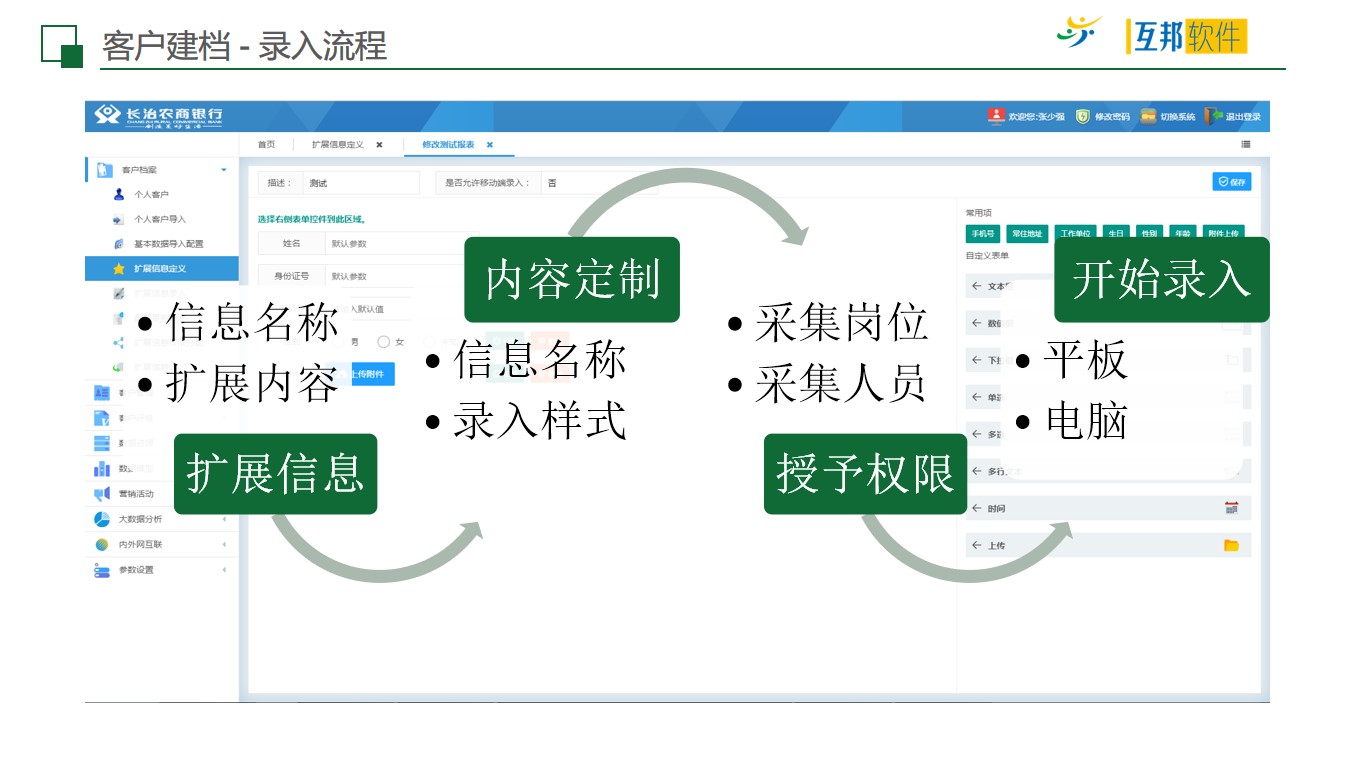 客户建档 - 录入流程
互邦软件
长治农商银行
欢迎您:张少强
修改密码
切换系统
退出登录
首页
扩展信息定义
修改测试报表
客户档案
个人客户
个人客户导入
基本数据导入配置
扩展信息定义
营销活动
大数据分析
内外网互联
参数设置
描述：
测试
是否允许移动端录入：
否
保存
选择右侧表单控件到此区域。
姓名
默认参数
身份证号
默认参数
入默认值
男
女
上传附件
常用项
手机号
常住地址
工作单位
生日
性别
年龄
附件上传
自定义表单
时间
上传
• 信息名称
• 扩展内容
扩展信息
内容定制
• 信息名称
• 录入样式
• 采集岗位
• 采集人员
授予权限
开始录入
• 平板
• 电脑